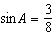 sin A = 3/8